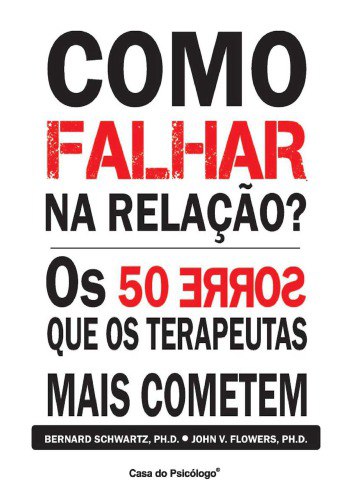 COMO
FALHAR
NA RELAÇÃO?
Os 50 ERROS
QUE OS TERAPEUTAS
MAIS COMETEM
BERNARD SCHWARTZ, PH.D. • JOHN V. FLOWERS, PH.D.
Casa do Psicólogo®